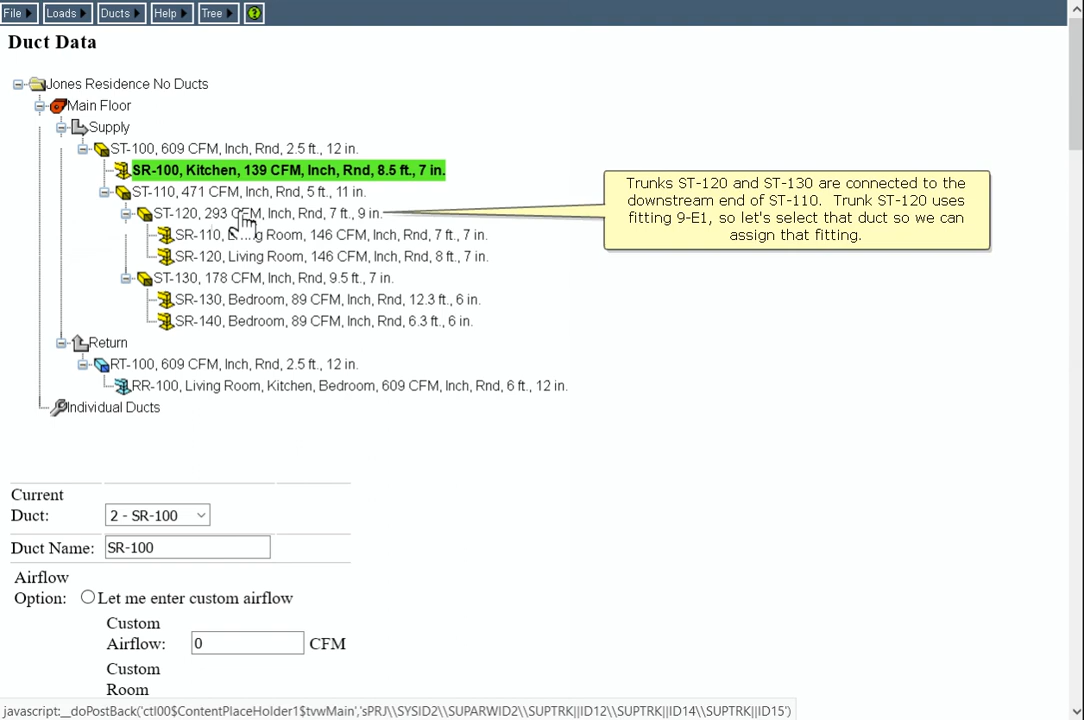 File Loads Ducts Help Tree ?
Duct Data
Jones Residence No Ducts
Main Floor
Supply
ST-100, 609 CFM, Inch, Rnd, 2.5 ft., 12 in.
SR-100, Kitchen, 139 CFM, Inch, Rnd, 8.5 ft., 7 in.
ST-110, 471 CFM, Inch, Rnd, 5 ft., 11 in.
ST-120, 293 CFM, Inch, Rnd, 7 ft., 9 in.
SR-110, Living Room, 146 CFM, Inch, Rnd, 7 ft., 7 in.
SR-120, Living Room, 146 CFM, Inch, Rnd, 8 ft., 7 in.
ST-130, 178 CFM, Inch, Rnd, 9.5 ft., 7 in.
SR-130, Bedroom, 89 CFM, Inch, Rnd, 12.3 ft., 6 in.
SR-140, Bedroom, 89 CFM, Inch, Rnd, 6.3 ft., 6 in.
Return
RT-100, 609 CFM, Inch, Rnd, 2.5 ft., 12 in.
RR-100, Living Room, Kitchen, Bedroom, 609 CFM, Inch, Rnd, 6 ft., 12 in.
Individual Ducts
Trunks ST-120 and ST-130 are connected to the
downstream end of ST-110. Trunk ST-120 uses
fitting 9-E1, so let's select that duct so we can
assign that fitting.
Current
Duct: 2 - SR-100
Duct Name: SR-100
Airflow
Option: Let me enter custom airflow
Custom
Airflow: 0 CFM
Custom
Room
javascript:__doPostBack('ctl00$ContentPlaceHolder1$tvwMain','sPRJ\\SYSID2\\SUPARWID2\\SUPTRK||ID12\\SUPTRK||ID14\\SUPTRK||ID15')